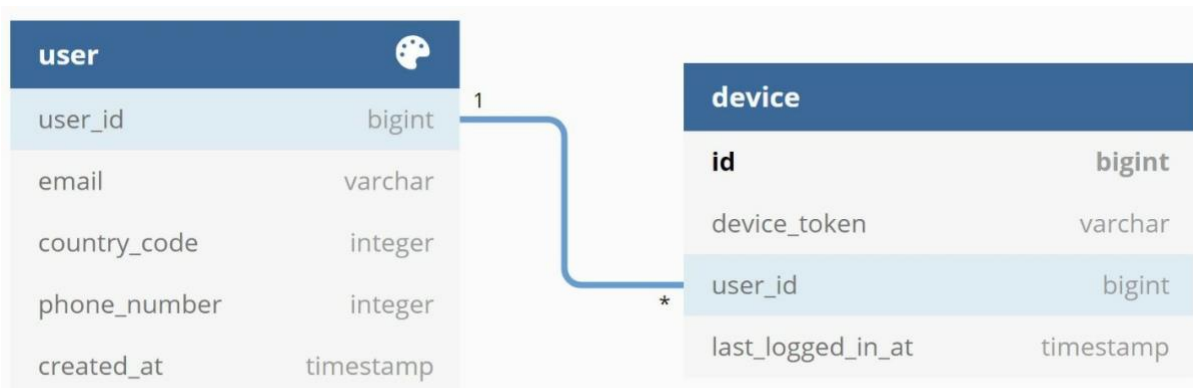 user
user_id bigint
email varchar
country_code integer
phone_number integer
created_at timestamp
1
*
device
id bigint
device_token varchar
user_id bigint
last_logged_in_at timestamp